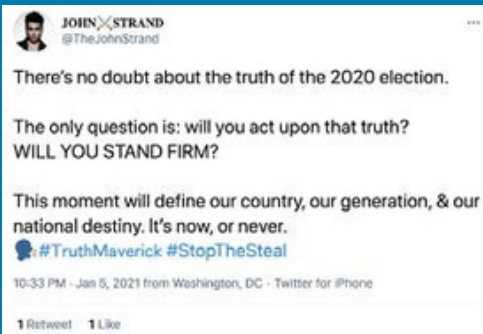 JOHN STRAND
@TheJohnStrand
There's no doubt about the truth of the 2020 election.
The only question is: will you act upon that truth?
WILL YOU STAND FIRM?
This moment will define our country, our generation, & our
national destiny. It's now, or never.
🗣️#TruthMaverick #StopTheSteal
10:33 PM · Jan 5, 2021 from Washington, DC · Twitter for iPhone
1 Retweet 1 Like